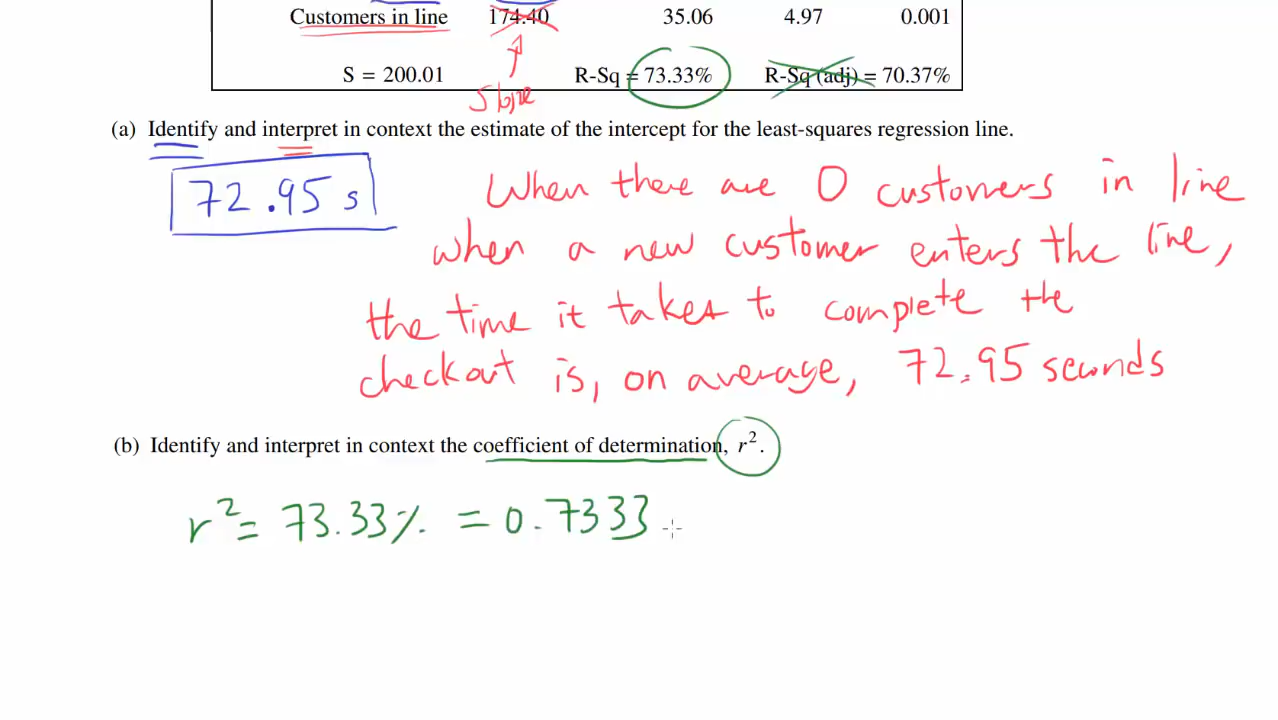 Customers in line 174.40 35.06 4.97 0.001
S = 200.01 R-Sq = 73.33% R-Sq (adj) = 70.37%
Slope
(a) Identify and interpret in context the estimate of the intercept for the least-squares regression line.
72.95 s
When there are 0 customers in line
when a new customer enters the line,
the time it takes to complete the
checkout is, on average, 72.95 seconds
(b) Identify and interpret in context the coefficient of determination, r².
r² = 73.33% = 0.7333